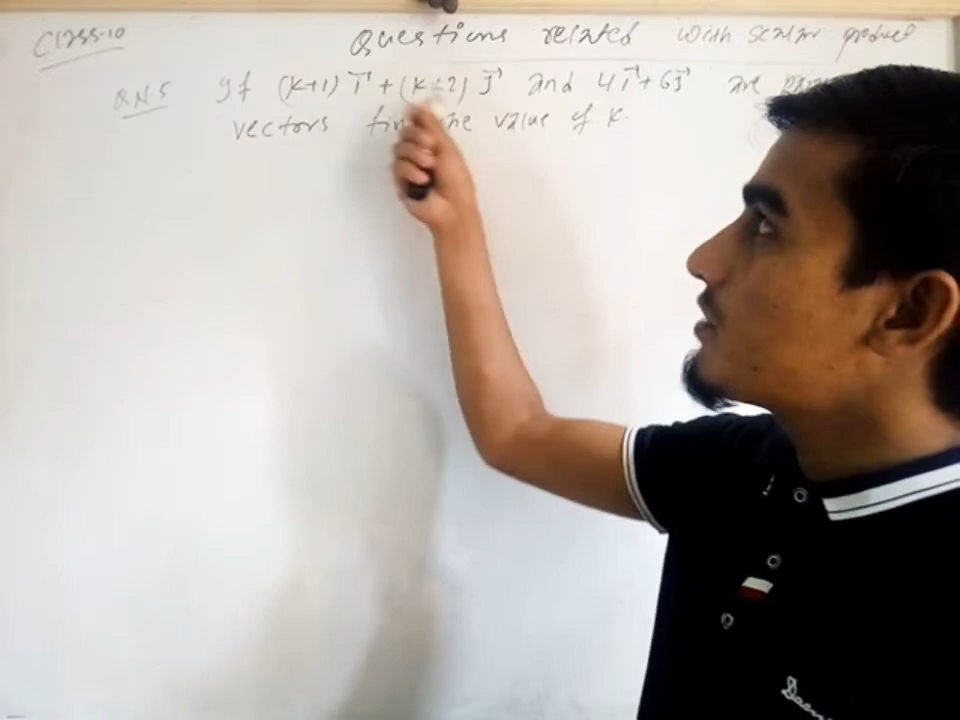 Class-10
Questions related with scalar product
Q.N.5 If (k+1) i⃗ + (k-2) j⃗ and 4i⃗ + 6j⃗ are
vectors the value of k.